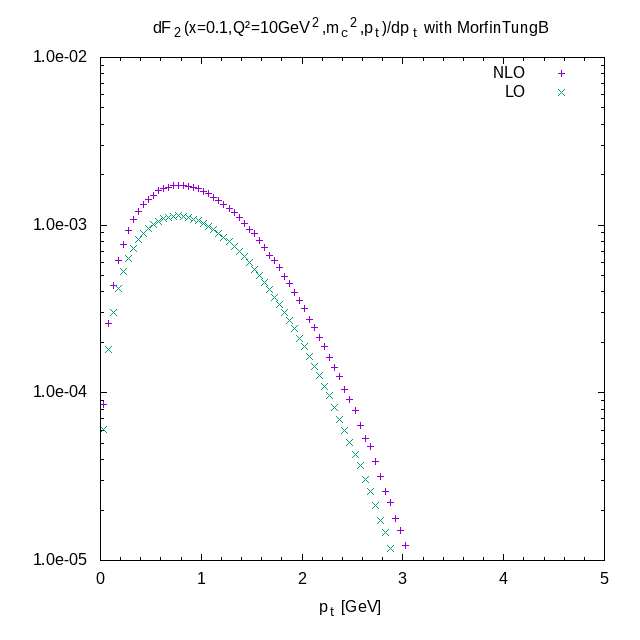 dF2(x=0.1,Q²=10GeV2,mc2,pt)/dpt with MorfinTungB
1.0e-02
NLO
LO
1.0e-03
1.0e-04
1.0e-05
0 1 2 3 4 5
pt [GeV]